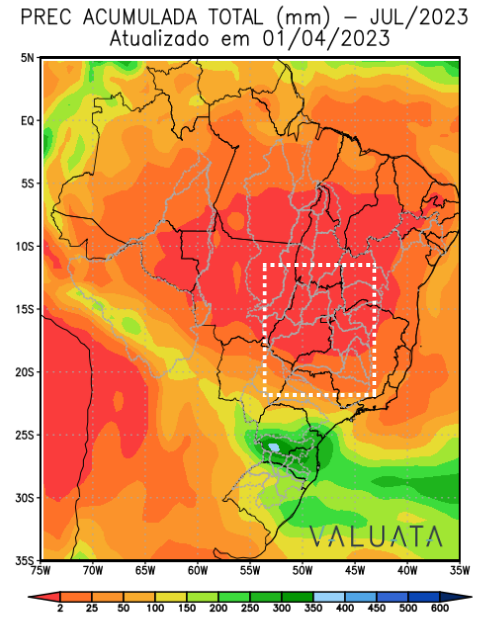 PREC ACUMULADA TOTAL (mm) – JUL/2023
Atualizado em 01/04/2023
5N
EQ
5S
10S
15S
20S
25S
30S
35S
VALUATA
75W 70W 65W 60W 55W 50W 45W 40W 35W
2 25 50 100 150 200 250 300 350 400 450 500 600